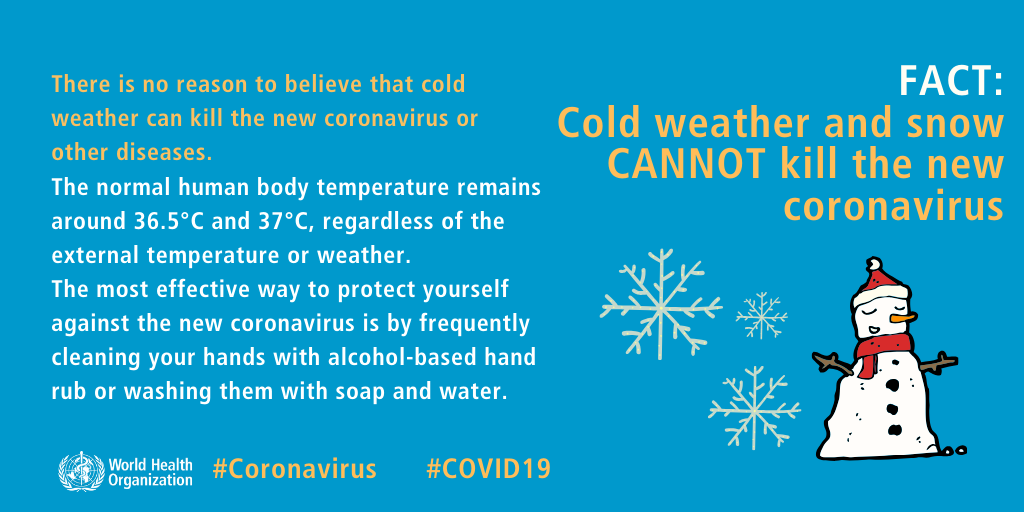 There is no reason to believe that cold
weather can kill the new coronavirus or
other diseases.
The normal human body temperature remains
around 36.5°C and 37°C, regardless of the
external temperature or weather.
The most effective way to protect yourself
against the new coronavirus is by frequently
cleaning your hands with alcohol-based hand
rub or washing them with soap and water.
FACT:
Cold weather and snow
CANNOT kill the new
coronavirus
World Health
Organization
#Coronavirus
#COVID19